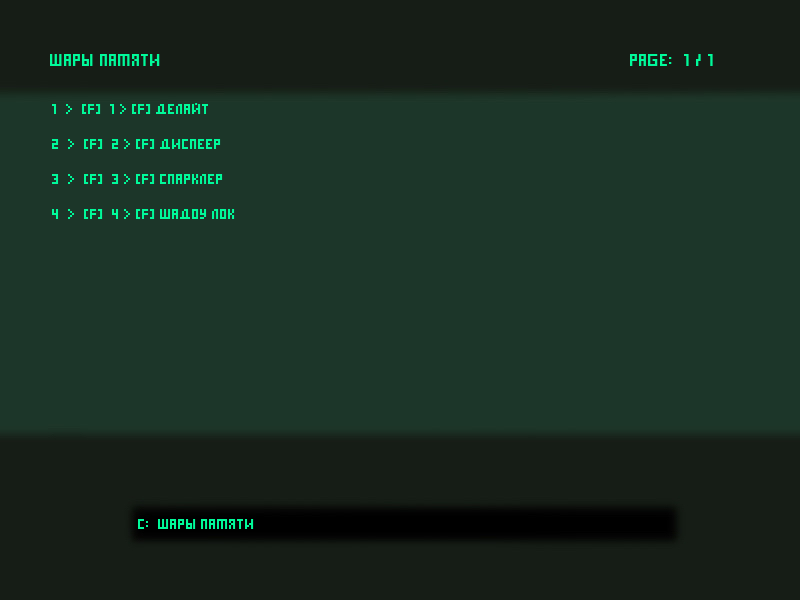 ШАРЫ ПАМЯТИ PAGE: 1 / 1
1 > [F] 1 > [F] ДЕЛАЙТ
2 > [F] 2 > [F] ДИСПЕЕР
3 > [F] 3 > [F] СПАРКЛЕР
4 > [F] 4 > [F] ШАДОУ ЛОК
C: ШАРЫ ПАМЯТИ